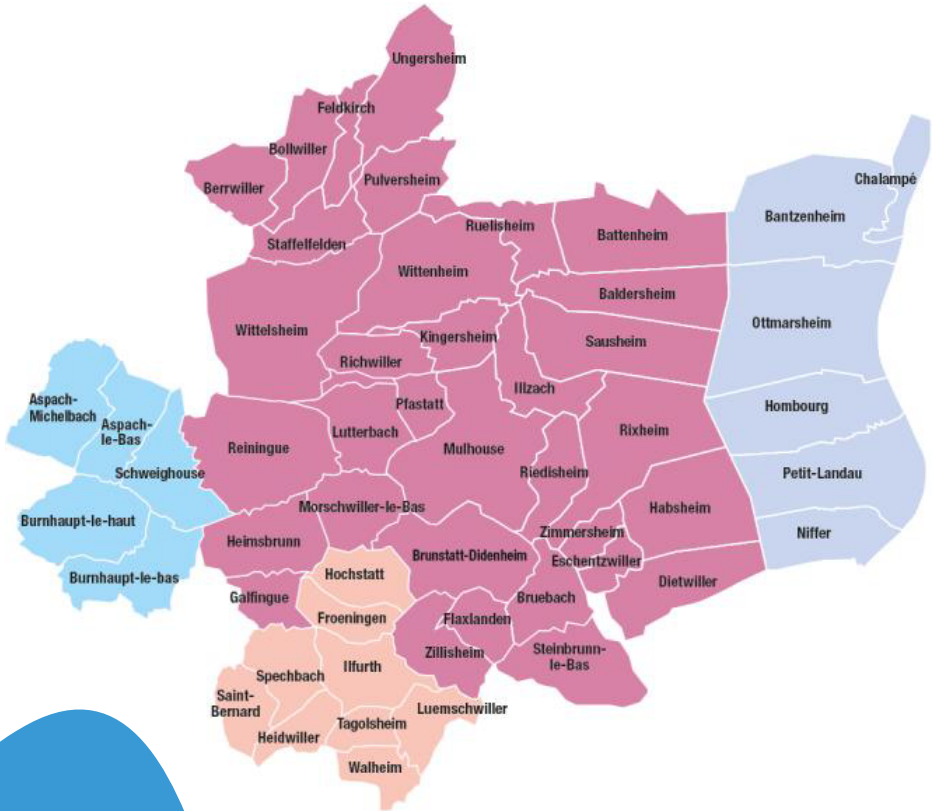 Ungersheim
Feldkirch
Bollwiller
Berrwiller
Pulversheim
Chalampé
Bantzenheim
Staffelfelden
Ruelisheim
Battenheim
Wittenheim
Baldersheim
Wittelsheim
Kingersheim
Sausheim
Ottmarsheim
Richwiller
Illzach
Aspach-
Michelbach
Aspach-
le-Bas
Pfastatt
Hombourg
Reiningue
Lutterbach
Mulhouse
Rixheim
Schweighouse
Riedisheim
Petit-Landau
Burnhaupt-le-haut
Morschwiller-le-Bas
Habsheim
Heimsbrunn
Zimmersheim
Niffer
Brunstatt-Didenheim
Eschentzwiller
Burnhaupt-le-bas
Hochstatt
Dietwiller
Galfingue
Bruebach
Froeningen
Flaxlanden
Zillisheim
Steinbrunn-
le-Bas
Ilfurth
Spechbach
Saint-
Bernard
Luemschwiller
Tagolsheim
Heidwiller
Walheim